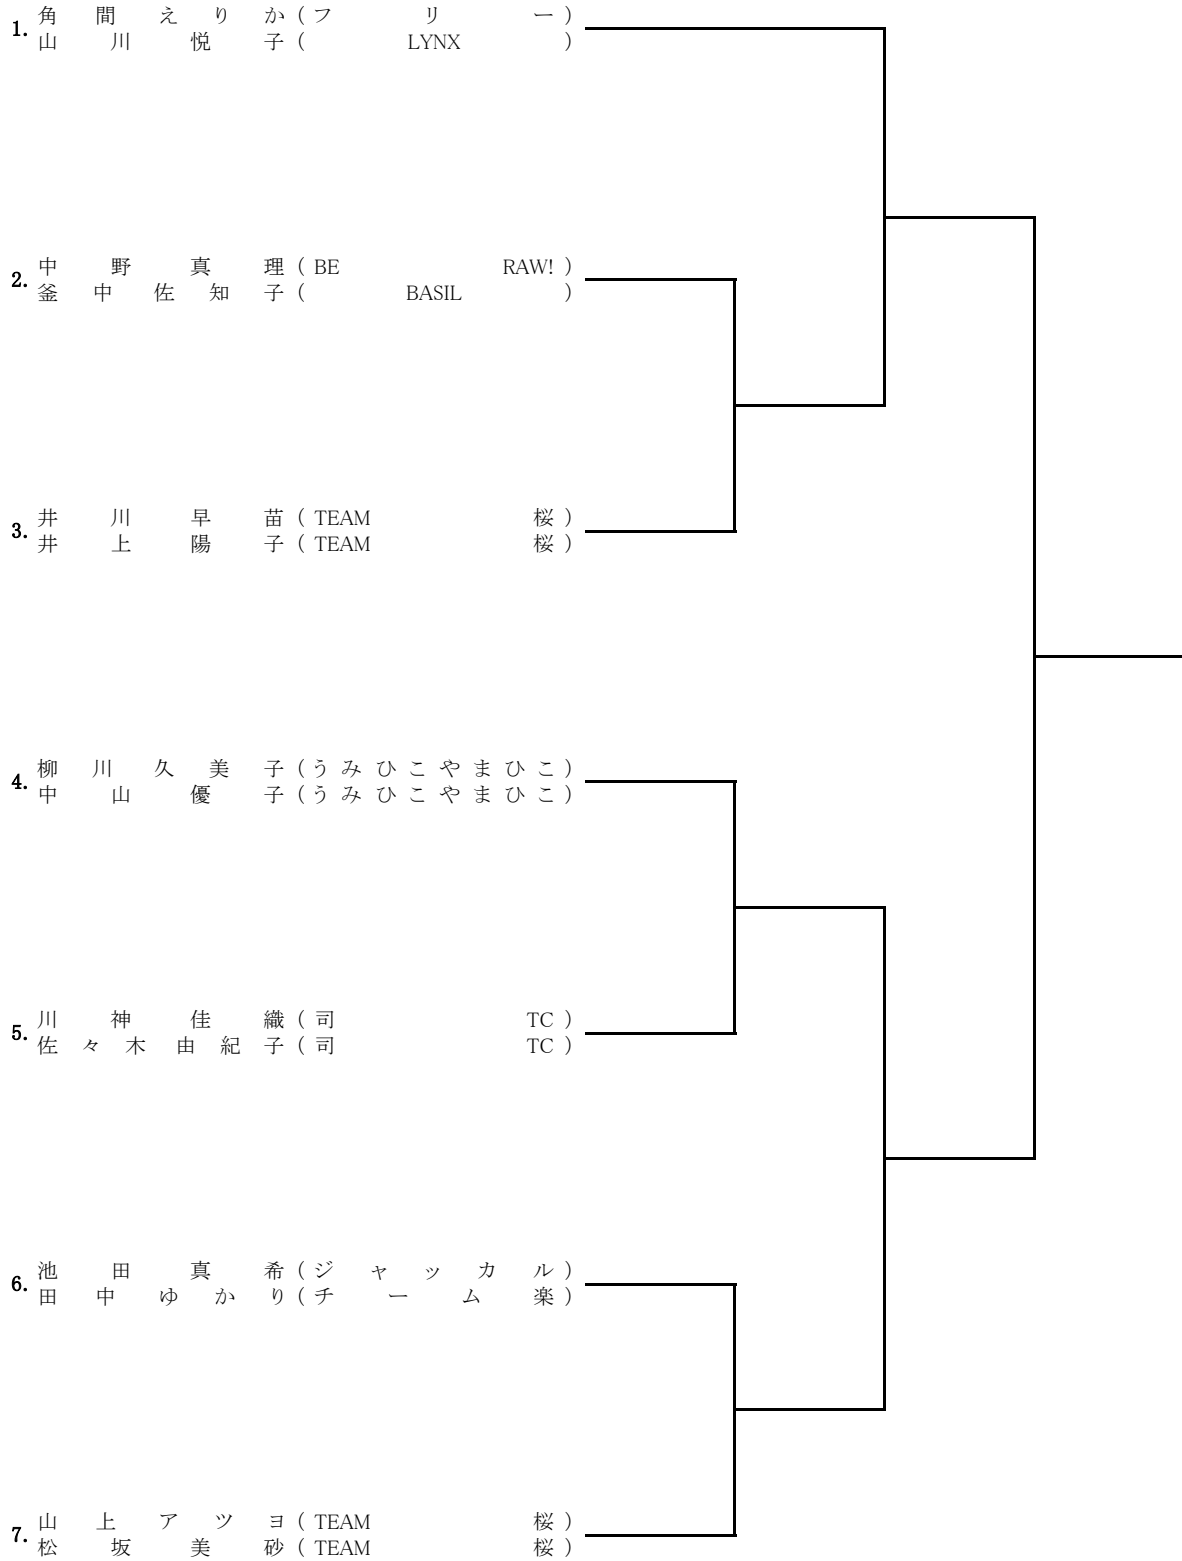 1. 角間えりか(フリー)
山川悦子(LYNX)
2. 中野真理(BE RAW!)
釜中佐知子(BASIL)
3. 井川早苗(TEAM 桜)
井上陽子(TEAM 桜)
4. 柳川久美子(うみひこやまひこ)
中山優子(うみひこやまひこ)
5. 川神佳織(司 TC)
佐々木由紀子(司 TC)
6. 池田真希(ジャッカル)
田中ゆかり(チーム楽)
7. 山上アツヨ(TEAM 桜)
松坂美砂(TEAM 桜)